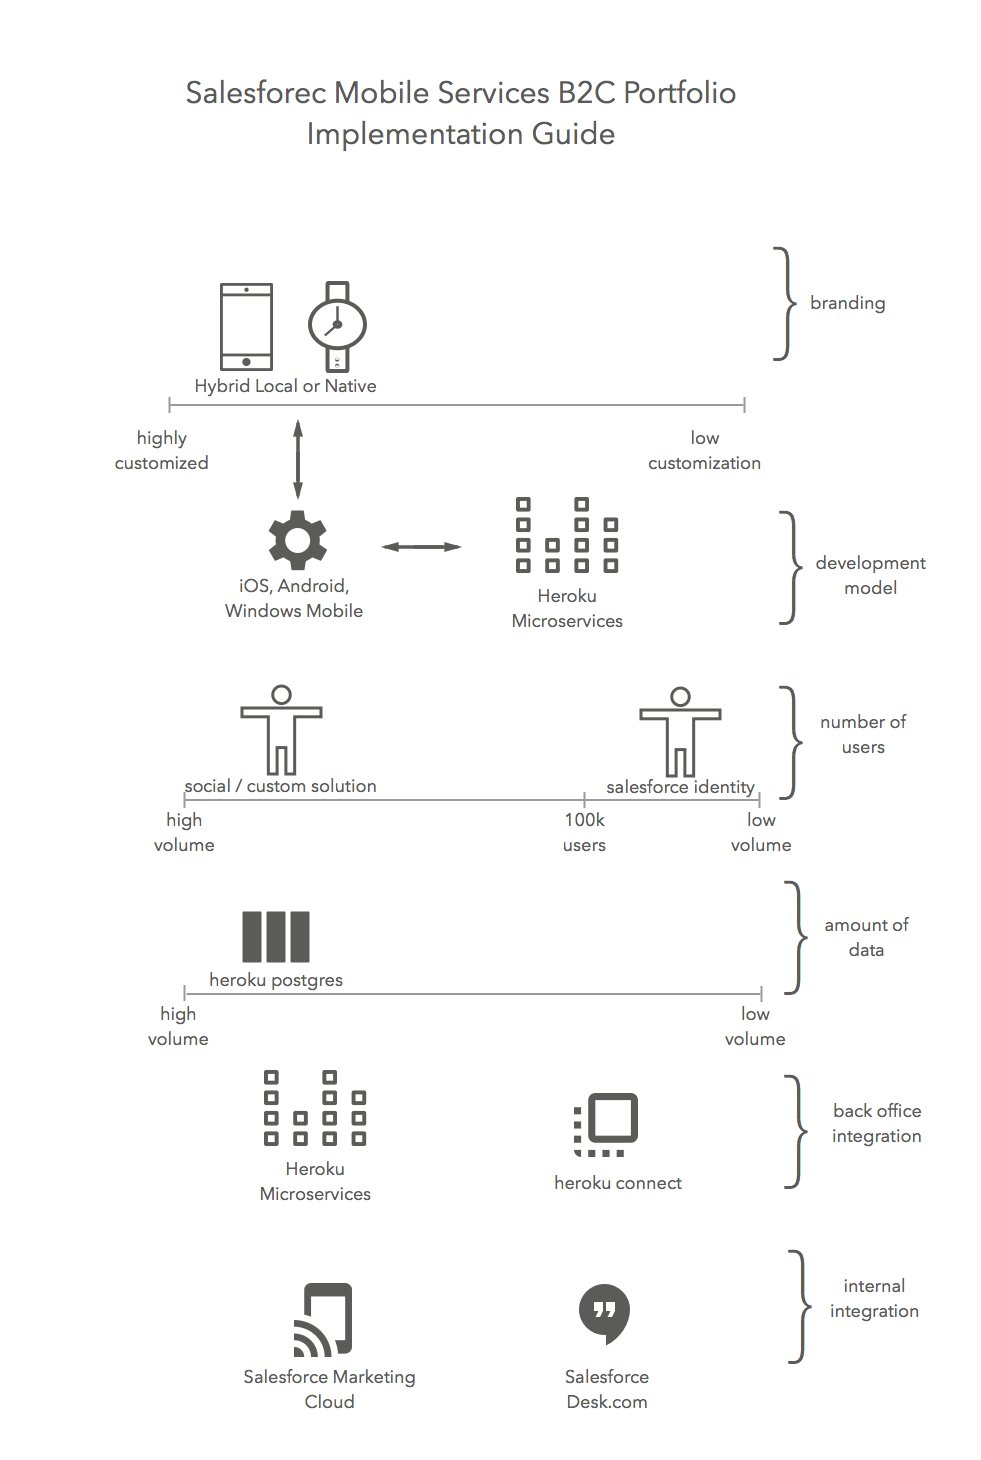 Salesforec Mobile Services B2C Portfolio
Implementation Guide
branding
Hybrid Local or Native
highly
customized
low
customization
iOS, Android,
Windows Mobile
Heroku
Microservices
development
model
social / custom solution
salesforce identity
number of
users
high
volume
100k
users
low
volume
heroku postgres
amount of
data
high
volume
low
volume
Heroku
Microservices
heroku connect
back office
integration
Salesforce Marketing
Cloud
Salesforce
Desk.com
internal
integration